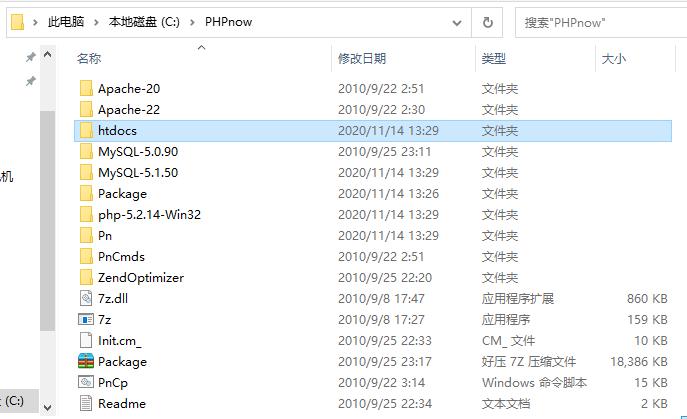 此电脑 本地磁盘 (C:) PHPnow 搜索"PHPnow"
名称 修改日期 类型 大小
Apache-20 2010/9/22 2:51 文件夹
Apache-22 2010/9/22 2:30 文件夹
htdocs 2020/11/14 13:29 文件夹
MySQL-5.0.90 2010/9/25 23:11 文件夹
MySQL-5.1.50 2020/11/14 13:29 文件夹
Package 2020/11/14 13:26 文件夹
php-5.2.14-Win32 2020/11/14 13:29 文件夹
Pn 2020/11/14 13:29 文件夹
PnCmds 2010/9/22 2:51 文件夹
ZendOptimizer 2010/9/25 22:20 文件夹
7z.dll 2010/9/8 17:47 应用程序扩展 860 KB
7z 2010/9/8 17:27 应用程序 159 KB
Init.cm_ 2010/9/25 22:33 CM_ 文件 10 KB
Package 2010/9/25 23:17 好压 7Z 压缩文件 18,386 KB
PnCp 2010/9/22 3:14 Windows 命令脚本 15 KB
Readme 2010/9/25 22:34 文本文档 2 KB
机
(C:)